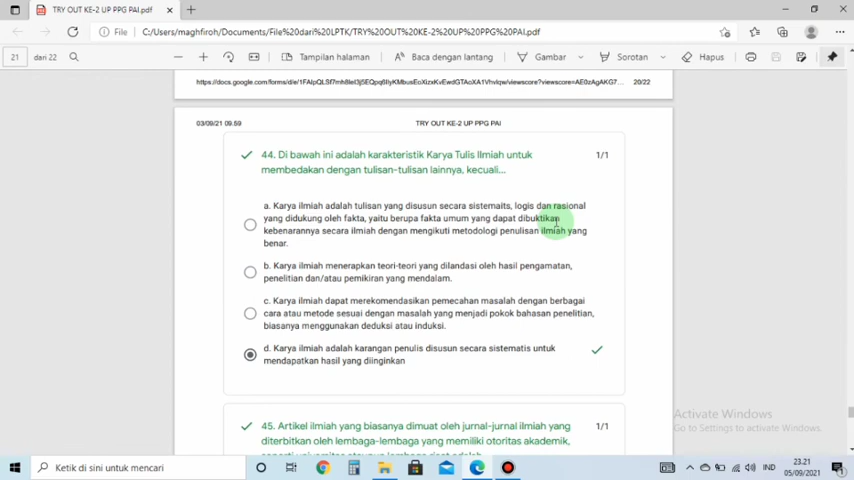 TRY OUT KE-2 UP PPG PAI.pdf
File C:/Users/maghfiroh/Documents/File%20dari%20LPTK/TRY%20OUT%20KE-2%20UP%20PPG%20PAI.pdf
21 dari 22 Tampilan halaman Baca dengan lantang Gambar Sorotan Hapus
20/22
03/09/21 09.59 TRY OUT KE-2 UP PPG PAI
44. Di bawah ini adalah karakteristik Karya Tulis Ilmiah untuk 1/1
membedakan dengan tulisan-tulisan lainnya, kecuali...
a. Karya ilmiah adalah tulisan yang disusun secara sistemaits, logis dan rasional
yang didukung oleh fakta, yaitu berupa fakta umum yang dapat dibuktikan
kebenarannya secara ilmiah dengan mengikuti metodologi penulisan ilmiah yang
benar.
b. Karya ilmiah menerapkan teori-teori yang dilandasi oleh hasil pengamatan,
penelitian dan/atau pemikiran yang mendalam.
c. Karya ilmiah dapat merekomendasikan pemecahan masalah dengan berbagai
cara atau metode sesuai dengan masalah yang menjadi pokok bahasan penelitian,
biasanya menggunakan deduksi atau induksi.
d. Karya ilmiah adalah karangan penulis disusun secara sistematis untuk
mendapatkan hasil yang diinginkan
45. Artikel ilmiah yang biasanya dimuat oleh jurnal-jurnal ilmiah yang 1/1
diterbitkan oleh lembaga-lembaga yang memiliki otoritas akademik,
Activate Windows
Go to Settings to activate Windows.
Ketik di sini untuk mencari
IND
23.21
05/09/2021